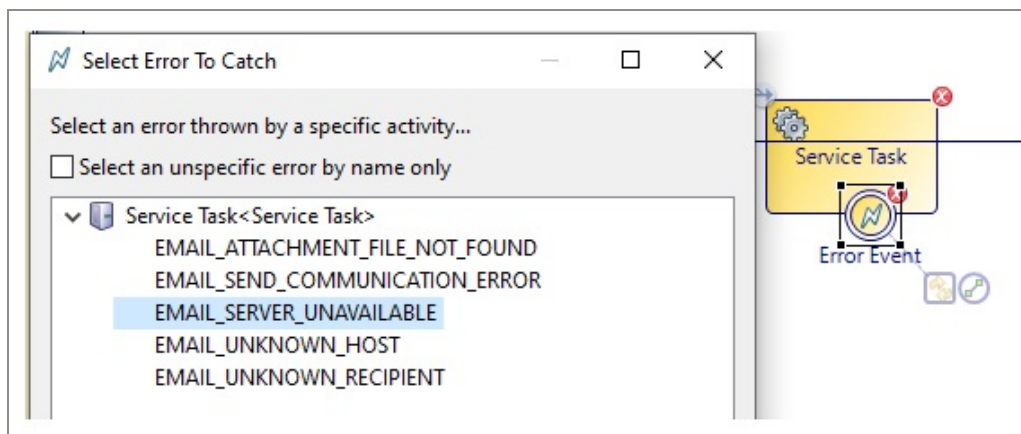 Select Error To Catch
Select an error thrown by a specific activity...
Select an unspecific error by name only
Service Task<Service Task>
EMAIL_ATTACHMENT_FILE_NOT_FOUND
EMAIL_SEND_COMMUNICATION_ERROR
EMAIL_SERVER_UNAVAILABLE
EMAIL_UNKNOWN_HOST
EMAIL_UNKNOWN_RECIPIENT
Service Task
Error Event